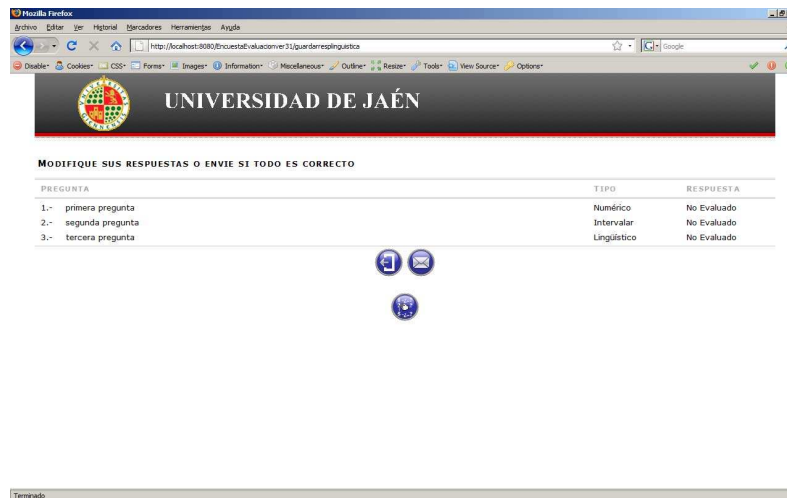 Mozilla Firefox
Archivo Editar Ver Historial Marcadores Herramientas Ayuda
http://localhost:8080/EncuestaEvaluacionver31/guardarresplinguistica
Google
Disable Cookies CSS Forms Images Information Miscellaneous Outline Resize Tools View Source Options
UNIVERSIDAD DE JAÉN
MODIFIQUE SUS RESPUESTAS O ENVIE SI TODO ES CORRECTO
PREGUNTA TIPO RESPUESTA
1.- primera pregunta Numérico No Evaluado
2.- segunda pregunta Intervalar No Evaluado
3.- tercera pregunta Lingüístico No Evaluado
Terminado